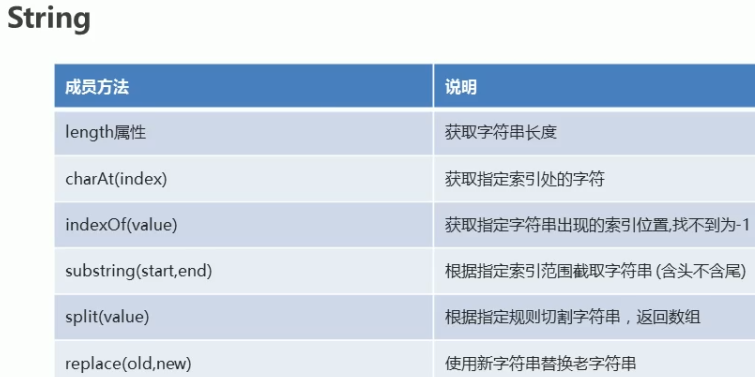 String
成员方法 说明
length属性 获取字符串长度
charAt(index) 获取指定索引处的字符
indexOf(value) 获取指定字符串出现的索引位置,找不到为-1
substring(start,end) 根据指定索引范围截取字符串 (含头不含尾)
split(value) 根据指定规则切割字符串，返回数组
replace(old,new) 使用新字符串替换老字符串